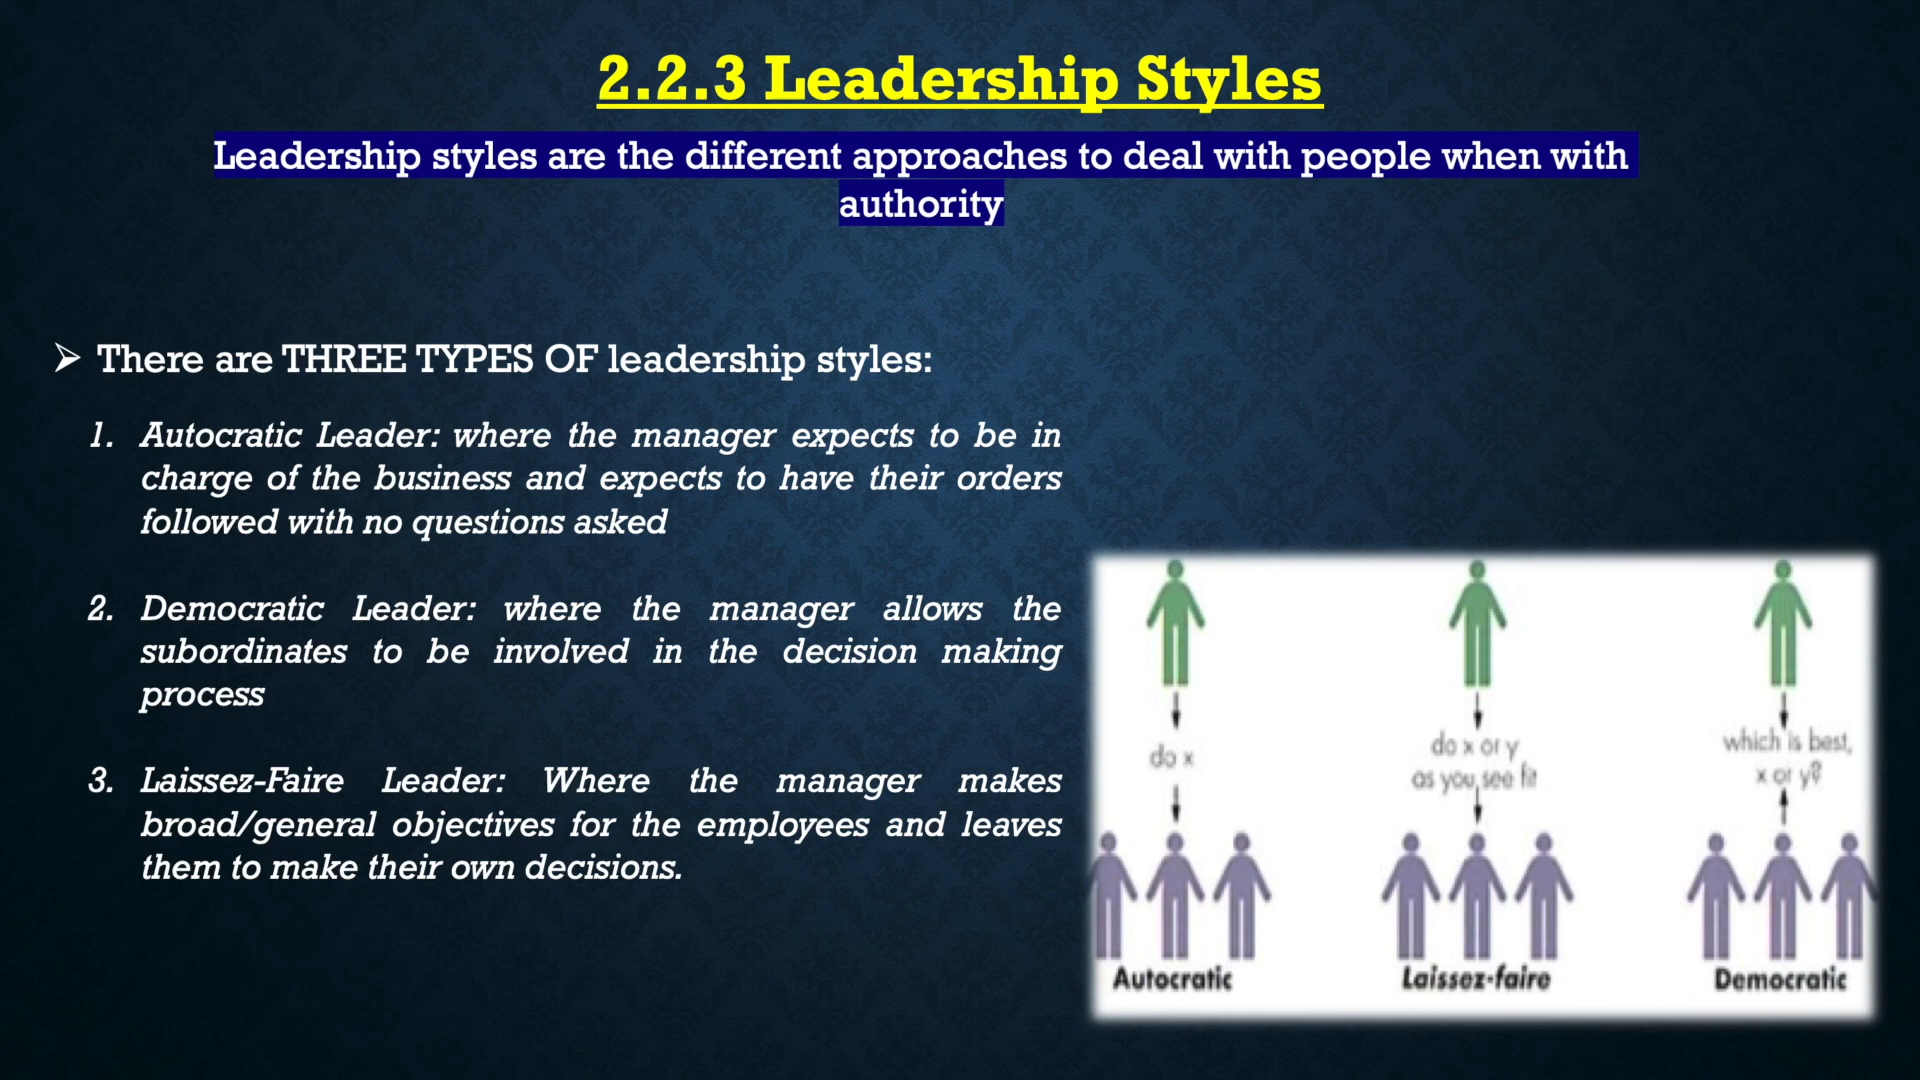 2.2.3 Leadership Styles
Leadership styles are the different approaches to deal with people when with
authority
➢ There are THREE TYPES OF leadership styles:
1. Autocratic Leader: where the manager expects to be in
charge of the business and expects to have their orders
followed with no questions asked
2. Democratic Leader: where the manager allows the
subordinates to be involved in the decision making
process
3. Laissez-Faire Leader: Where the manager makes
broad/general objectives for the employees and leaves
them to make their own decisions.
do x
Autocratic
do x or y
as you see fit
Laissez-faire
which is best,
x or y?
Democratic